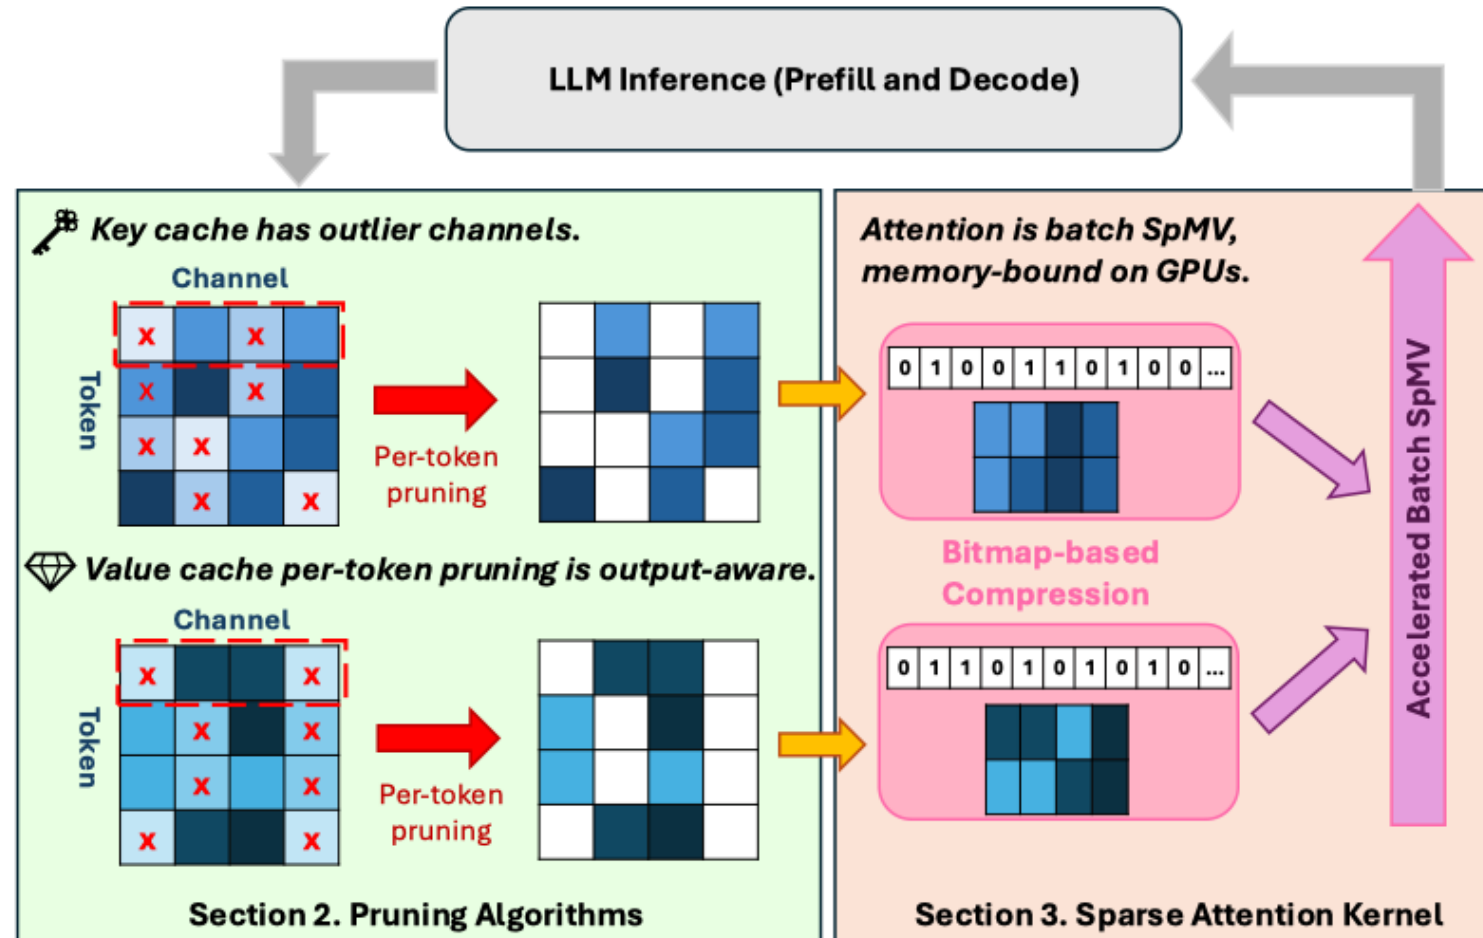 LLM Inference (Prefill and Decode)
Key cache has outlier channels.
Channel
Token
x x
x x
x x
x x
Per-token
pruning
Value cache per-token pruning is output-aware.
Channel
Token
x x
x x
x x
x x
Per-token
pruning
Section 2. Pruning Algorithms
Attention is batch SpMV,
memory-bound on GPUs.
0 1 0 0 1 1 0 1 0 0 ...
Bitmap-based
Compression
0 1 1 0 1 0 1 0 1 0 ...
Accelerated Batch SpMV
Section 3. Sparse Attention Kernel